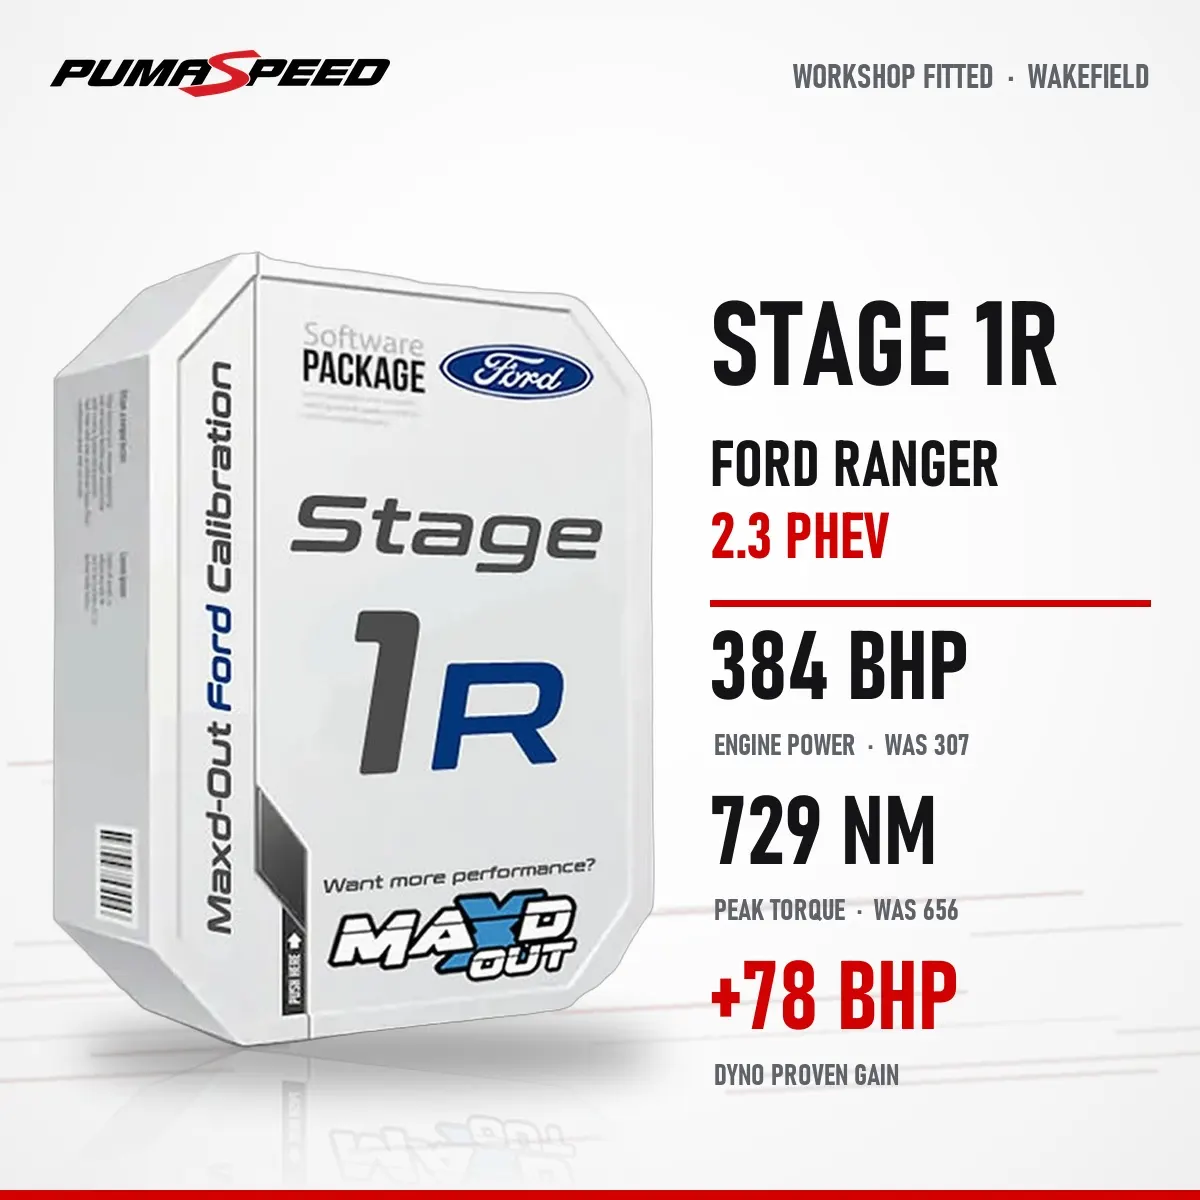 PUMASPEED
WORKSHOP FITTED · WAKEFIELD
Software
PACKAGE
Ford
Stage
1R
Maxd-Out Ford Calibration
Want more performance?
MAXD
OUT
PUSH HERE
STAGE 1R
FORD RANGER
2.3 PHEV
384 BHP
ENGINE POWER · WAS 307
729 NM
PEAK TORQUE · WAS 656
+78 BHP
DYNO PROVEN GAIN